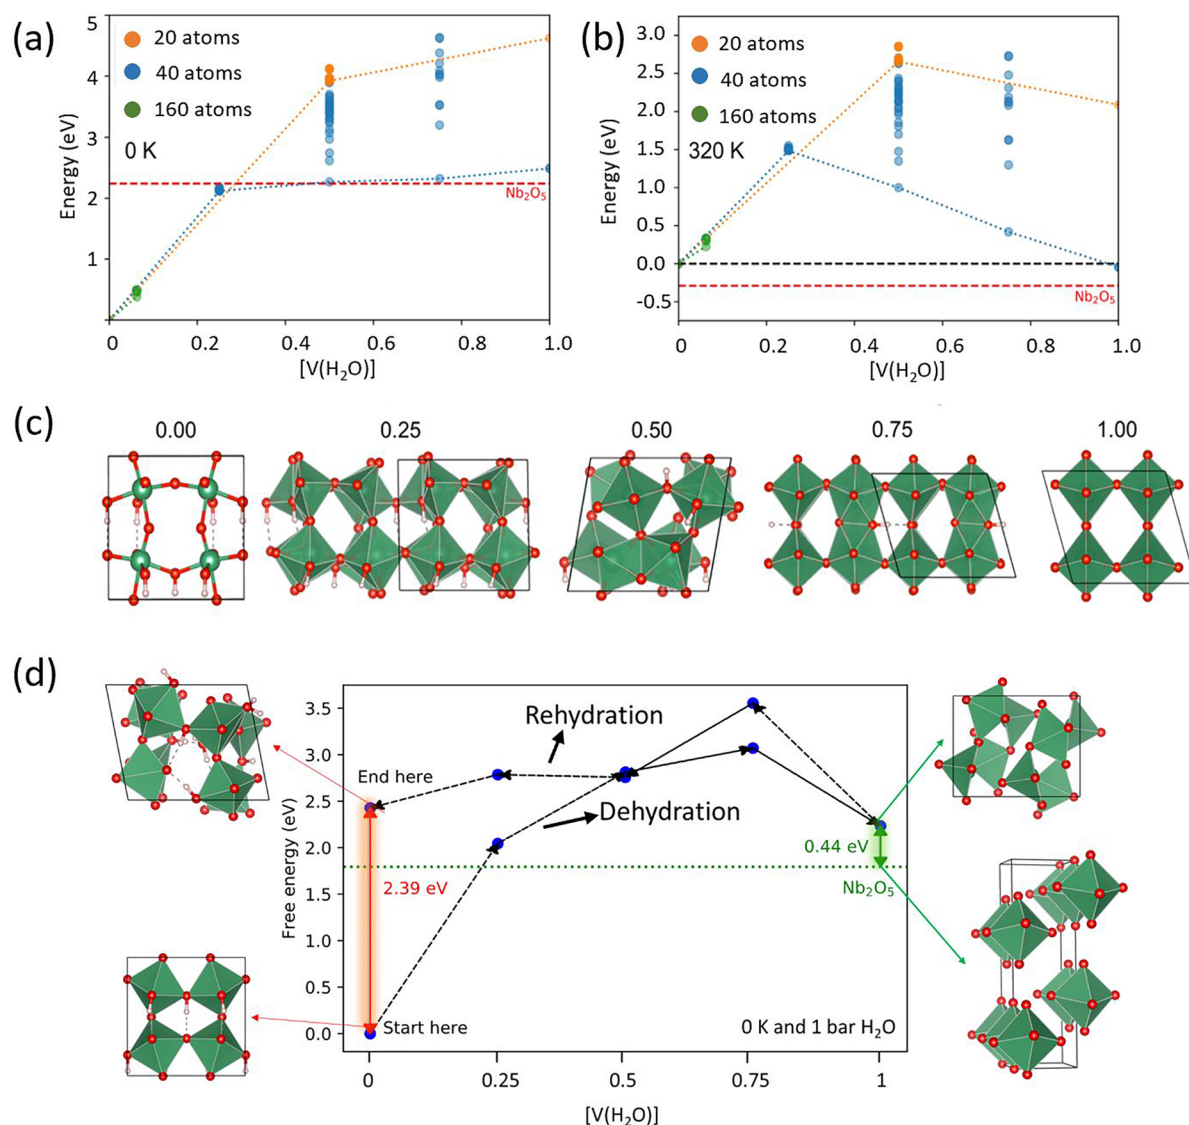 (a)
20 atoms
40 atoms
160 atoms
0 K
Nb₂O₅
Energy (eV)
5
4
3
2
1
0 0.2 0.4 0.6 0.8 1.0
[V(H₂O)]
(b)
20 atoms
40 atoms
160 atoms
320 K
Nb₂O₅
Energy (eV)
3.0
2.5
2.0
1.5
1.0
0.5
0.0
-0.5
0 0.2 0.4 0.6 0.8 1.0
[V(H₂O)]
(c)
0.00 0.25 0.50 0.75 1.00
(d)
Free energy (eV)
3.5
3.0
2.5
2.0
1.5
1.0
0.5
0.0
Rehydration
End here
Dehydration
0.44 eV
2.39 eV
Nb₂O₅
Start here
0 K and 1 bar H₂O
0 0.25 0.5 0.75 1
[V(H₂O)]